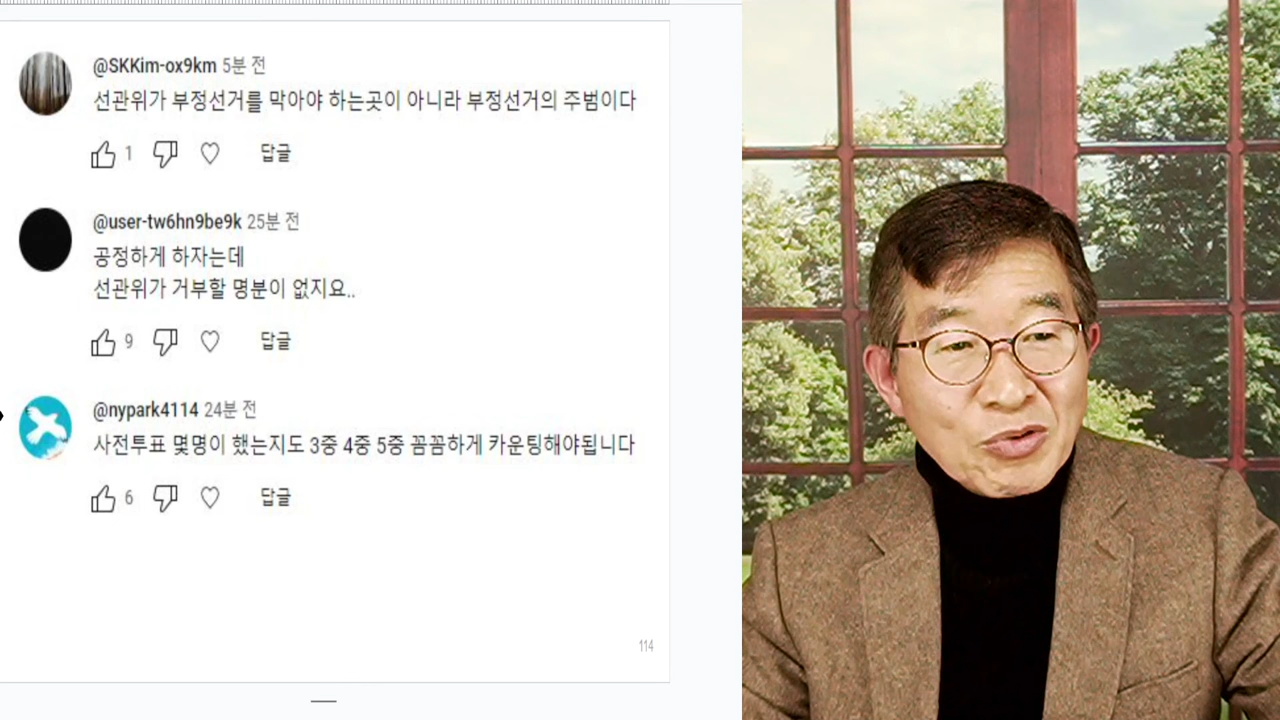 @SKKim-ox9km 5분 전
선관위가 부정선거를 막아야 하는곳이 아니라 부정선거의 주범이다
1 답글
@user-tw6hn9be9k 25분 전
공정하게 하자는데
선관위가 거부할 명분이 없지요..
9 답글
@nypark4114 24분 전
사전투표 몇명이 했는지도 3중 4중 5중 꼼꼼하게 카운팅해야됩니다
6 답글
114